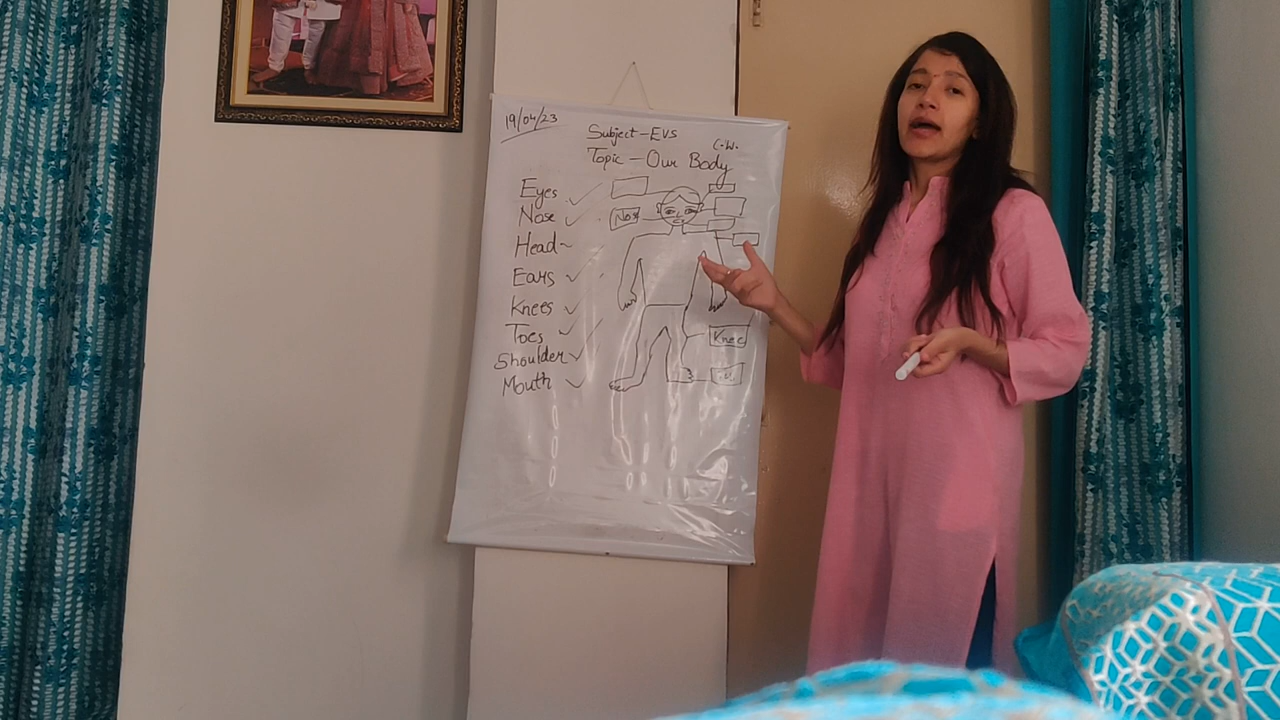 19/04/23
Subject-EVS
C.W.
Topic - Our Body
Eyes
Nose
Head
Ears
Knees
Toes
Shoulder
Mouth
Nose
Knee